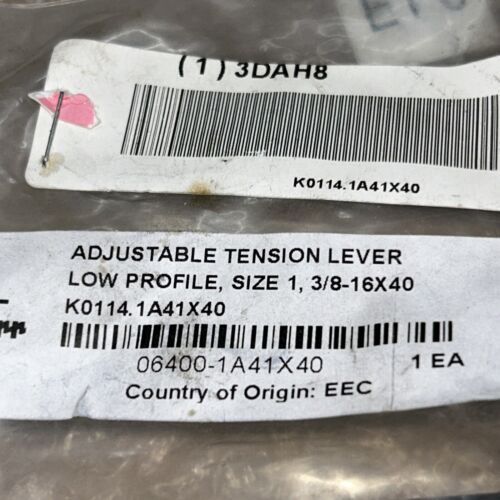 (1) 3DAH8
K0114.1A41X40
ADJUSTABLE TENSION LEVER
LOW PROFILE, SIZE 1, 3/8-16X40
K0114.1A41X40
06400-1A41X40 1 EA
Country of Origin: EEC